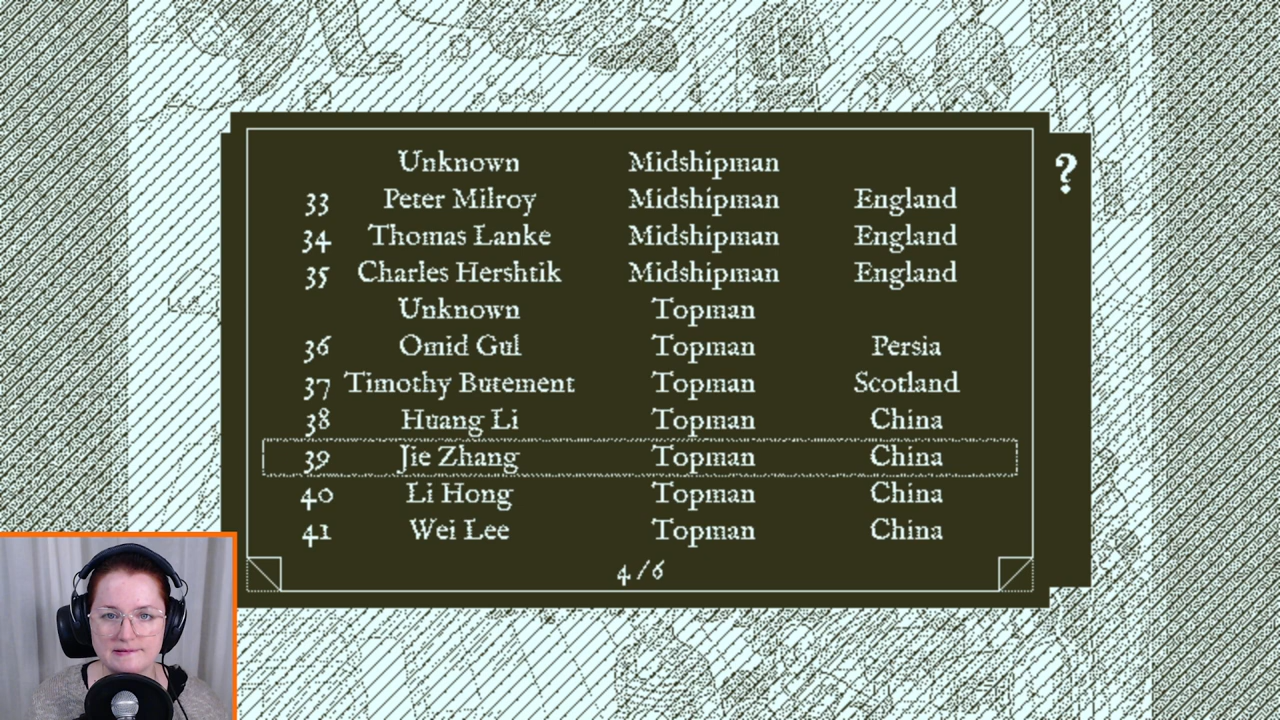 Unknown Midshipman
33 Peter Milroy Midshipman England
34 Thomas Lanke Midshipman England
35 Charles Hershtik Midshipman England
Unknown Topman
36 Omid Gul Topman Persia
37 Timothy Butement Topman Scotland
38 Huang Li Topman China
39 Jie Zhang Topman China
40 Li Hong Topman China
41 Wei Lee Topman China
4/6
?